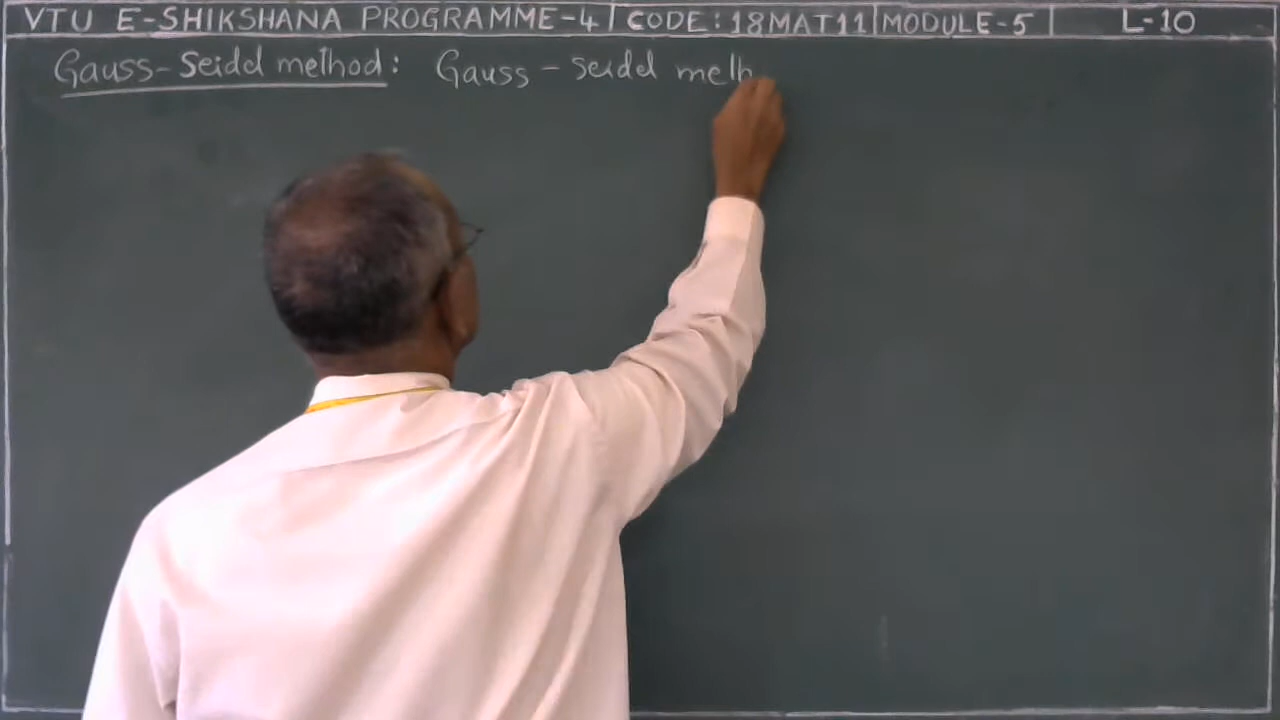 VTU E-SHIKSHANA PROGRAMME-4 | CODE: 18MAT11 | MODULE-5 | L-10
Gauss-Seidel method: Gauss - Seidel meth